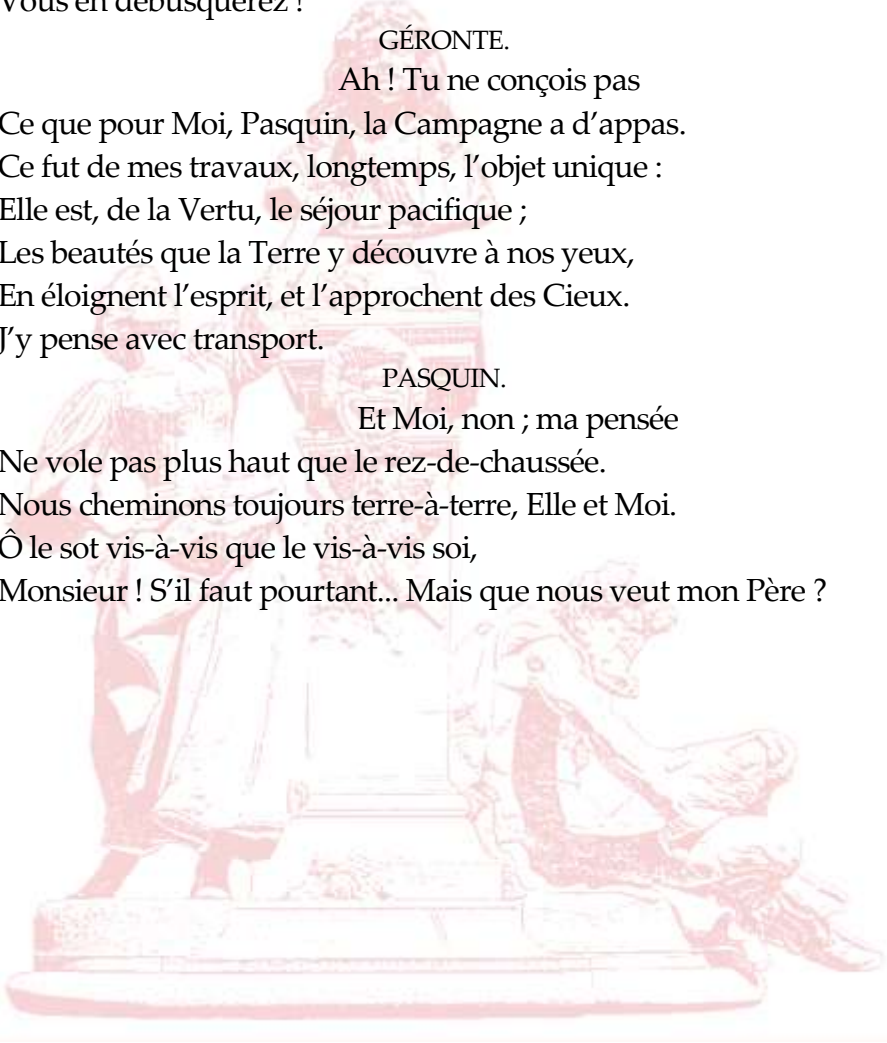 Vous en débusquerez !
GÉRONTE.
Ah ! Tu ne conçois pas
Ce que pour Moi, Pasquin, la Campagne a d'appas.
Ce fut de mes travaux, longtemps, l'objet unique :
Elle est, de la Vertu, le séjour pacifique ;
Les beautés que la Terre y découvre à nos yeux,
En éloignent l'esprit, et l'approchent des Cieux.
J'y pense avec transport.
PASQUIN.
Et Moi, non ; ma pensée
Ne vole pas plus haut que le rez-de-chaussée.
Nous cheminons toujours terre-à-terre, Elle et Moi.
Ô le sot vis-à-vis que le vis-à-vis soi,
Monsieur ! S'il faut pourtant... Mais que nous veut mon Père ?